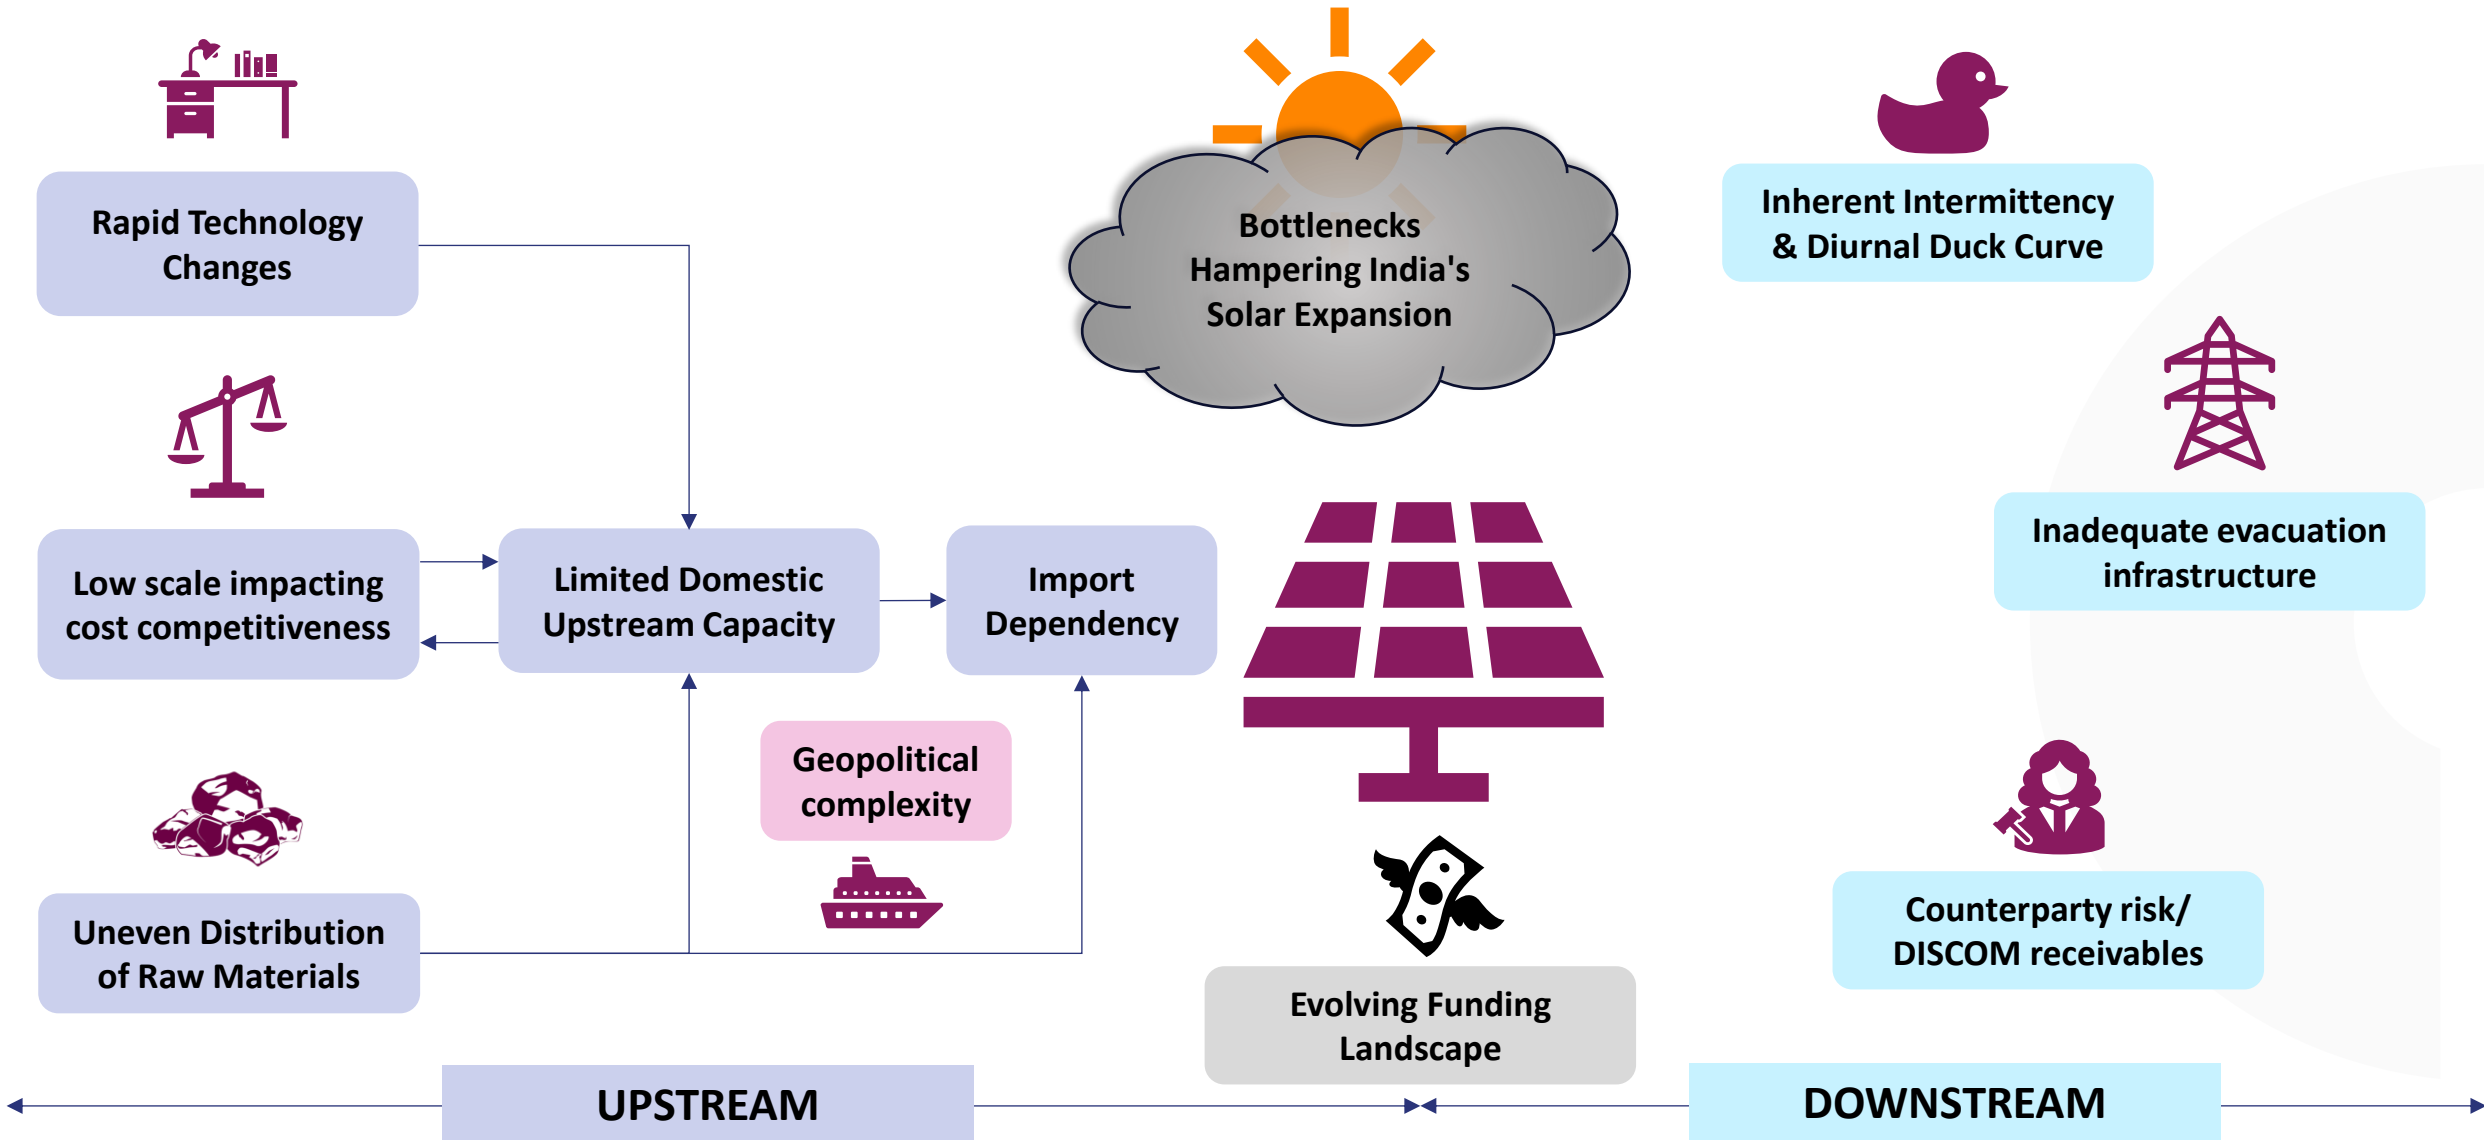 Bottlenecks
Hampering India's
Solar Expansion
Rapid Technology
Changes
Low scale impacting
cost competitiveness
Uneven Distribution
of Raw Materials
Limited Domestic
Upstream Capacity
Import
Dependency
Geopolitical
complexity
Evolving Funding
Landscape
Inherent Intermittency
& Diurnal Duck Curve
Inadequate evacuation
infrastructure
Counterparty risk/
DISCOM receivables
UPSTREAM
DOWNSTREAM